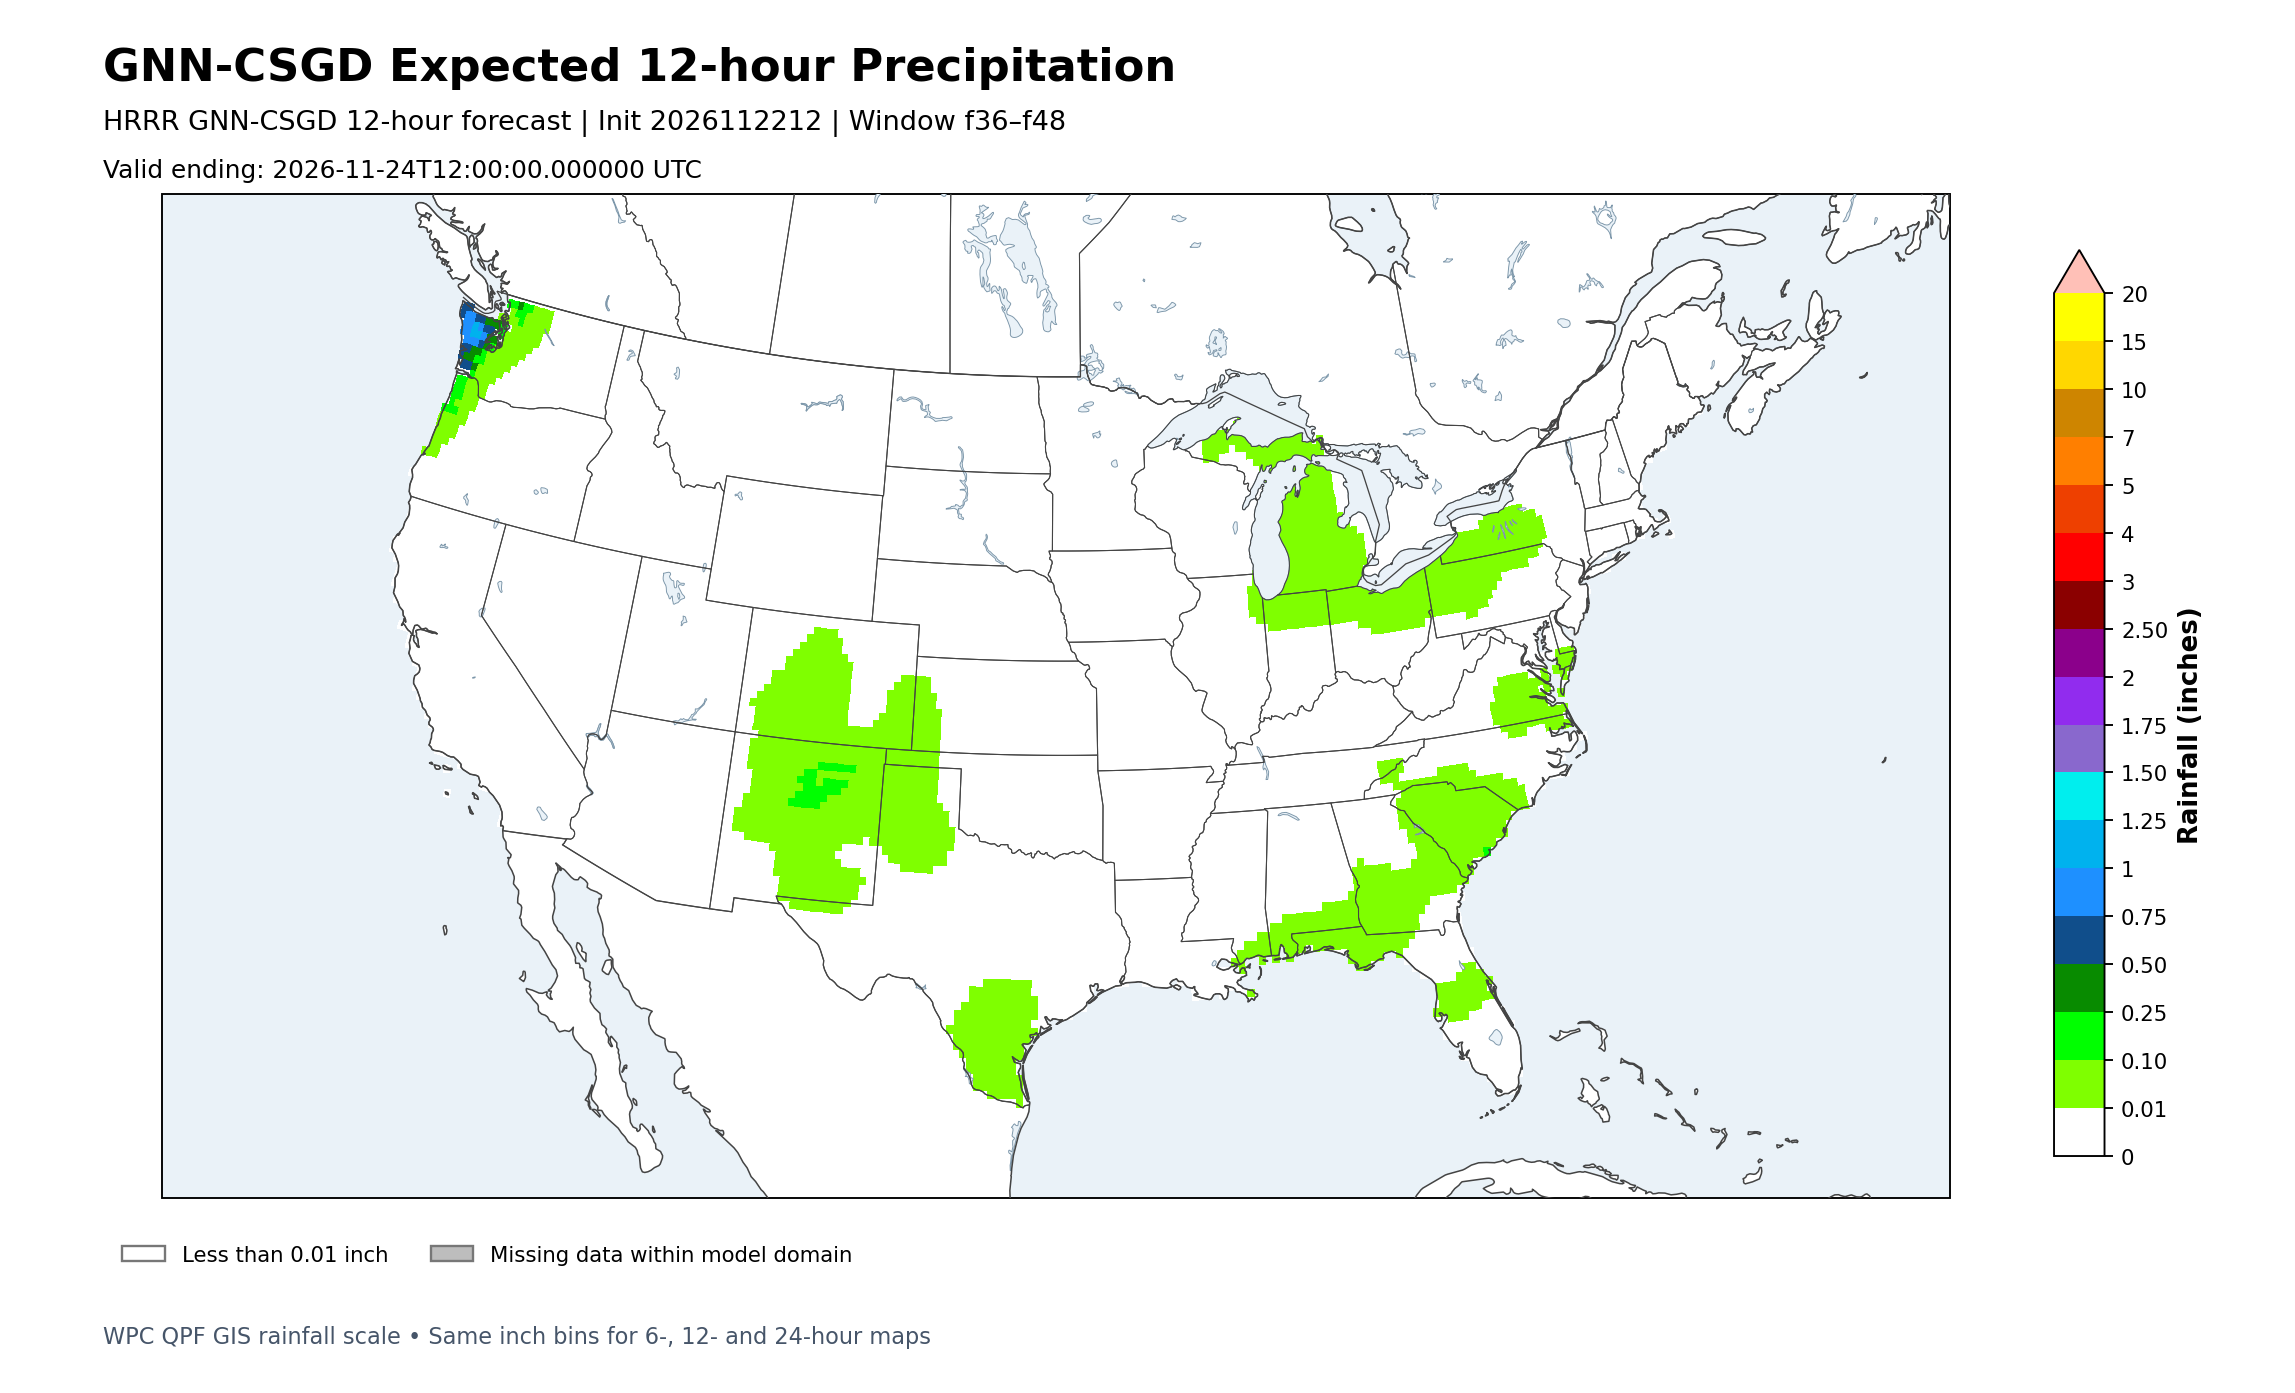 GNN-CSGD Expected 12-hour Precipitation
HRRR GNN-CSGD 12-hour forecast | Init 2026112212 | Window f36–f48
Valid ending: 2026-11-24T12:00:00.000000 UTC
20
15
10
7
5
4
3
2.50
2
1.75
1.50
1.25
1
0.75
0.50
0.25
0.10
0.01
0
Rainfall (inches)
Less than 0.01 inch
Missing data within model domain
WPC QPF GIS rainfall scale • Same inch bins for 6-, 12- and 24-hour maps